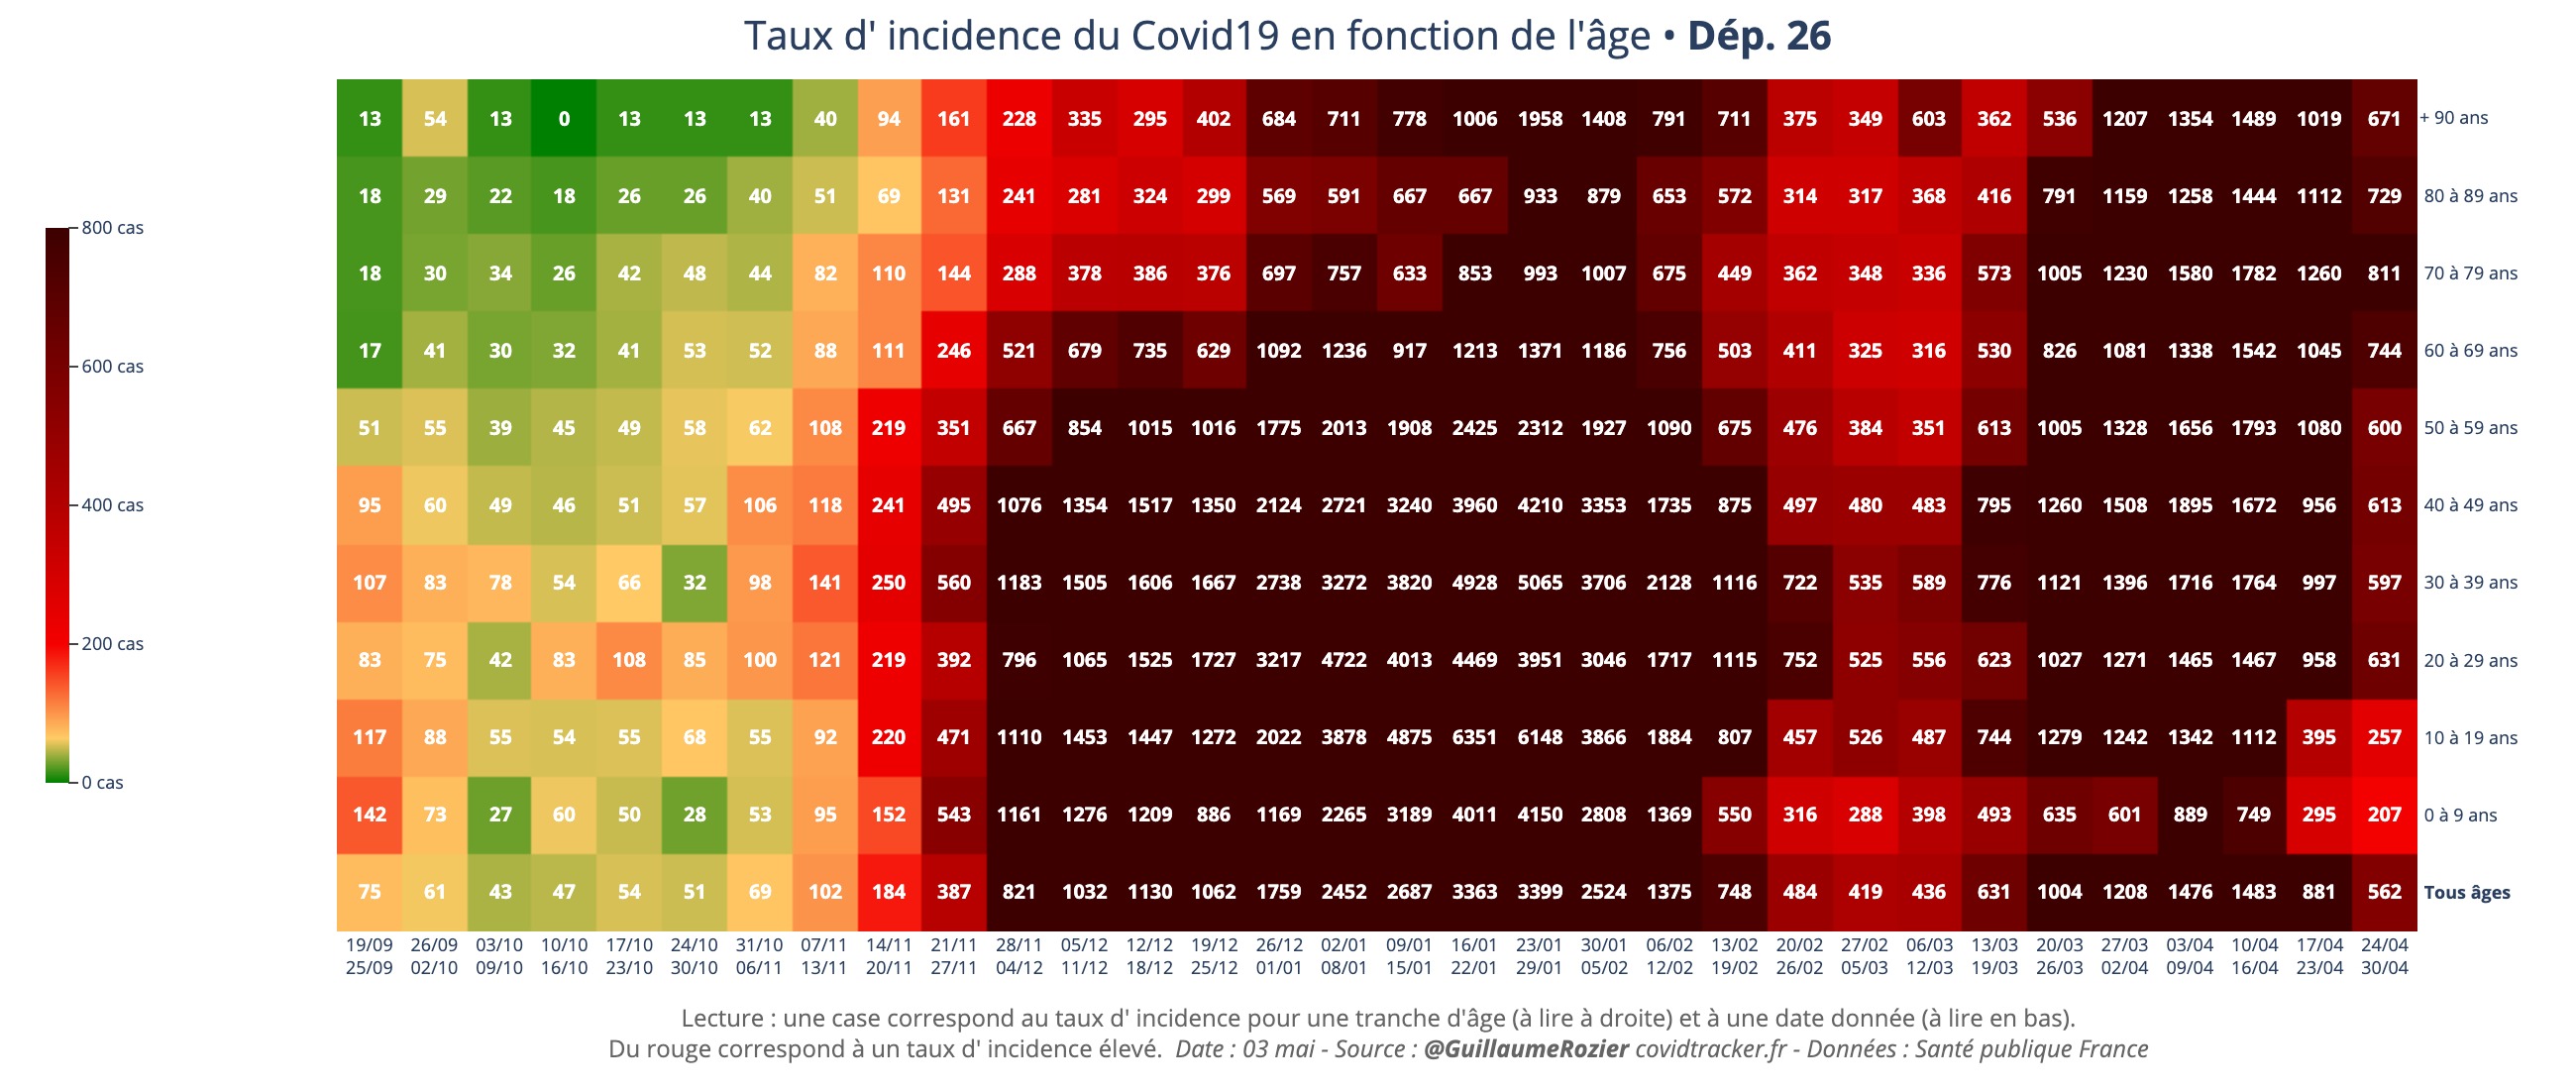 Taux d' incidence du Covid19 en fonction de l'âge • Dép. 26
800 cas
600 cas
400 cas
200 cas
0 cas
13 54 13 0 13 13 13 40 94 161 228 335 295 402 684 711 778 1006 1958 1408 791 711 375 349 603 362 536 1207 1354 1489 1019 671 + 90 ans
18 29 22 18 26 26 40 51 69 131 241 281 324 299 569 591 667 667 933 879 653 572 314 317 368 416 791 1159 1258 1444 1112 729 80 à 89 ans
18 30 34 26 42 48 44 82 110 144 288 378 386 376 697 757 633 853 993 1007 675 449 362 348 336 573 1005 1230 1580 1782 1260 811 70 à 79 ans
17 41 30 32 41 53 52 88 111 246 521 679 735 629 1092 1236 917 1213 1371 1186 756 503 411 325 316 530 826 1081 1338 1542 1045 744 60 à 69 ans
51 55 39 45 49 58 62 108 219 351 667 854 1015 1016 1775 2013 1908 2425 2312 1927 1090 675 476 384 351 613 1005 1328 1656 1793 1080 600 50 à 59 ans
95 60 49 46 51 57 106 118 241 495 1076 1354 1517 1350 2124 2721 3240 3960 4210 3353 1735 875 497 480 483 795 1260 1508 1895 1672 956 613 40 à 49 ans
107 83 78 54 66 32 98 141 250 560 1183 1505 1606 1667 2738 3272 3820 4928 5065 3706 2128 1116 722 535 589 776 1121 1396 1716 1764 997 597 30 à 39 ans
83 75 42 83 108 85 100 121 219 392 796 1065 1525 1727 3217 4722 4013 4469 3951 3046 1717 1115 752 525 556 623 1027 1271 1465 1467 958 631 20 à 29 ans
117 88 55 54 55 68 55 92 220 471 1110 1453 1447 1272 2022 3878 4875 6351 6148 3866 1884 807 457 526 487 744 1279 1242 1342 1112 395 257 10 à 19 ans
142 73 27 60 50 28 53 95 152 543 1161 1276 1209 886 1169 2265 3189 4011 4150 2808 1369 550 316 288 398 493 635 601 889 749 295 207 0 à 9 ans
75 61 43 47 54 51 69 102 184 387 821 1032 1130 1062 1759 2452 2687 3363 3399 2524 1375 748 484 419 436 631 1004 1208 1476 1483 881 562 Tous âges
19/09 26/09 03/10 10/10 17/10 24/10 31/10 07/11 14/11 21/11 28/11 05/12 12/12 19/12 26/12 02/01 09/01 16/01 23/01 30/01 06/02 13/02 20/02 27/02 06/03 13/03 20/03 27/03 03/04 10/04 17/04 24/04
25/09 02/10 09/10 16/10 23/10 30/10 06/11 13/11 20/11 27/11 04/12 11/12 18/12 25/12 01/01 08/01 15/01 22/01 29/01 05/02 12/02 19/02 26/02 05/03 12/03 19/03 26/03 02/04 09/04 16/04 23/04 30/04
Lecture : une case correspond au taux d' incidence pour une tranche d'âge (à lire à droite) et à une date donnée (à lire en bas).
Du rouge correspond à un taux d' incidence élevé. Date : 03 mai - Source : @GuillaumeRozier covidtracker.fr - Données : Santé publique France